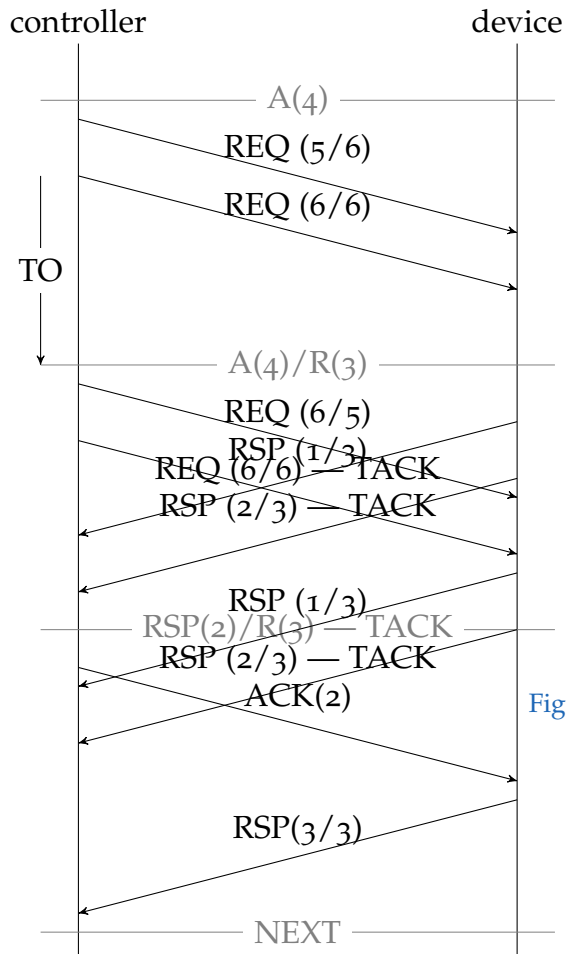 controller device
A(4)
REQ (5/6)
REQ (6/6)
TO
A(4)/R(3)
REQ (6/5)
RSP (1/3)
REQ (6/6) — TACK
RSP (2/3) — TACK
RSP (1/3)
RSP(2)/R(3) — TACK
RSP (2/3) — TACK
ACK(2)
Fig
RSP(3/3)
NEXT